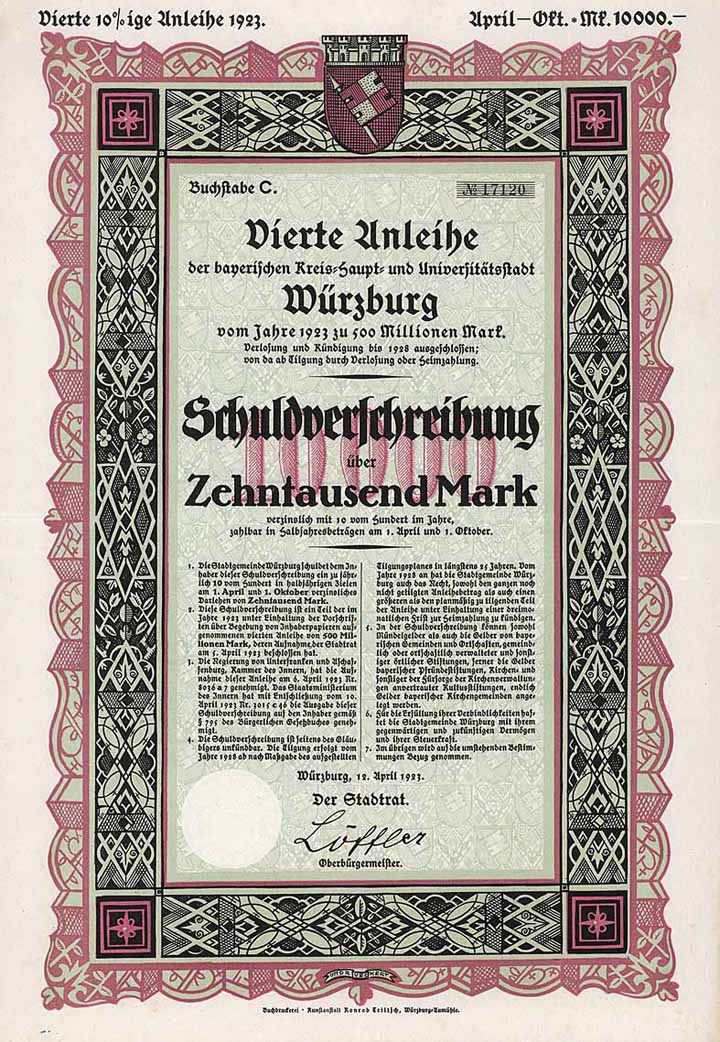 Vierte 10%ige Anleihe 1923.
April—Okt. • Mk. 10000.—
Buchstabe C.
№ 17120
Vierte Anleihe
der bayerischen Kreis-Haupt- und Universitätsstadt
Würzburg
vom Jahre 1923 zu 500 Millionen Mark.
Verlosung und Kündigung bis 1928 ausgeschlossen;
von da ab Tilgung durch Verlosung oder Heimzahlung.
10000
Schuldverschreibung
über
Zehntausend Mark
verzinslich mit 10 vom Hundert im Jahre,
zahlbar in Halbjahresbeträgen am 1. April und 1. Oktober.
1. Die Stadtgemeinde Würzburg schuldet dem In-
haber dieser Schuldverschreibung ein zu jähr-
lich 10 vom Hundert in halbjährigen Zielen
am 1. April und 1. Oktober verzinsliches
Darlehen von Zehntausend Mark.
2. Diese Schuldverschreibung ist ein Teil der im
Jahre 1923 unter Einhaltung der Vorschrif-
ten über Begebung von Inhaberpapieren auf-
genommenen vierten Anleihe von 500 Mil-
lionen Mark, deren Aufnahme, der Stadtrat
am 5. April 1923 beschlossen hat.
3. Die Regierung von Unterfranken und Aschaf-
fenburg, Kammer des Innern, hat die Auf-
nahme dieser Anleihe am 6. April 1923 Nr.
8036 a 7 genehmigt. Das Staatsministerium
des Innern hat mit Entschließung vom 10.
April 1923 Nr. 3015 c 46 die Ausgabe dieser
Schuldverschreibung auf den Inhaber gemäß
§ 795 des Bürgerlichen Gesetzbuches geneh-
migt.
4. Die Schuldverschreibung ist seitens des Gläu-
bigers unkündbar. Die Tilgung erfolgt vom
Jahre 1928 ab nach Maßgabe des aufgestellten
Tilgungsplanes in längstens 25 Jahren. Vom
Jahre 1928 an hat die Stadtgemeinde Würz-
burg auch das Recht, sowohl den ganzen noch
nicht getilgten Anleihebetrag als auch einen
größeren als den planmäßig zu tilgenden Teil
der Anleihe unter Einhaltung einer dreimo-
natlichen Frist zur Heimzahlung zu kündigen.
5. In der Schuldverschreibung können sowohl
Mündelgelder als auch die Gelder von baye-
rischen Gemeinden und Ortschaften, gemeind-
lich oder ortschaftlich verwalteter und sonst-
iger örtlicher Stiftungen, ferner die Gelder
bayerischer Pfründestiftungen, Kirchen- und
sonstiger der Fürsorge der Kirchenverwaltun-
gen anvertrauter Kultusstiftungen, endlich
Gelder bayerischer Kirchengemeinden ange-
legt werden.
6. Für die Erfüllung ihrer Verbindlichkeiten haf-
tet die Stadtgemeinde Würzburg mit ihrem
gegenwärtigen und zukünftigen Vermögen
und ihrer Steuerkraft.
7. Im übrigen wird auf die umstehenden Bestim-
mungen Bezug genommen.
Würzburg, 12. April 1923.
Der Stadtrat.
Löffler
Oberbürgermeister.
Buchdruckerei • Kunstanstalt Konrad Triltsch, Würzburg-Aumühle.